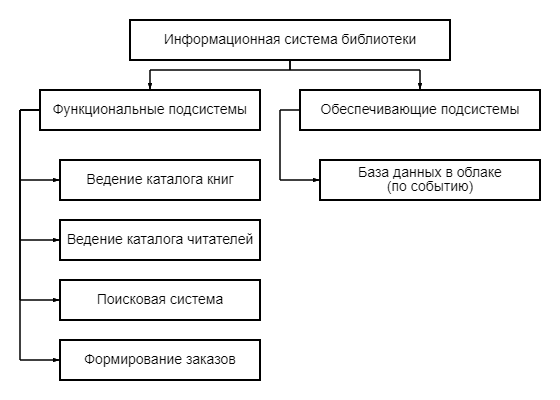 Информационная система библиотеки
Функциональные подсистемы
Обеспечивающие подсистемы
Ведение каталога книг
База данных в облаке
(по событию)
Ведение каталога читателей
Поисковая система
Формирование заказов